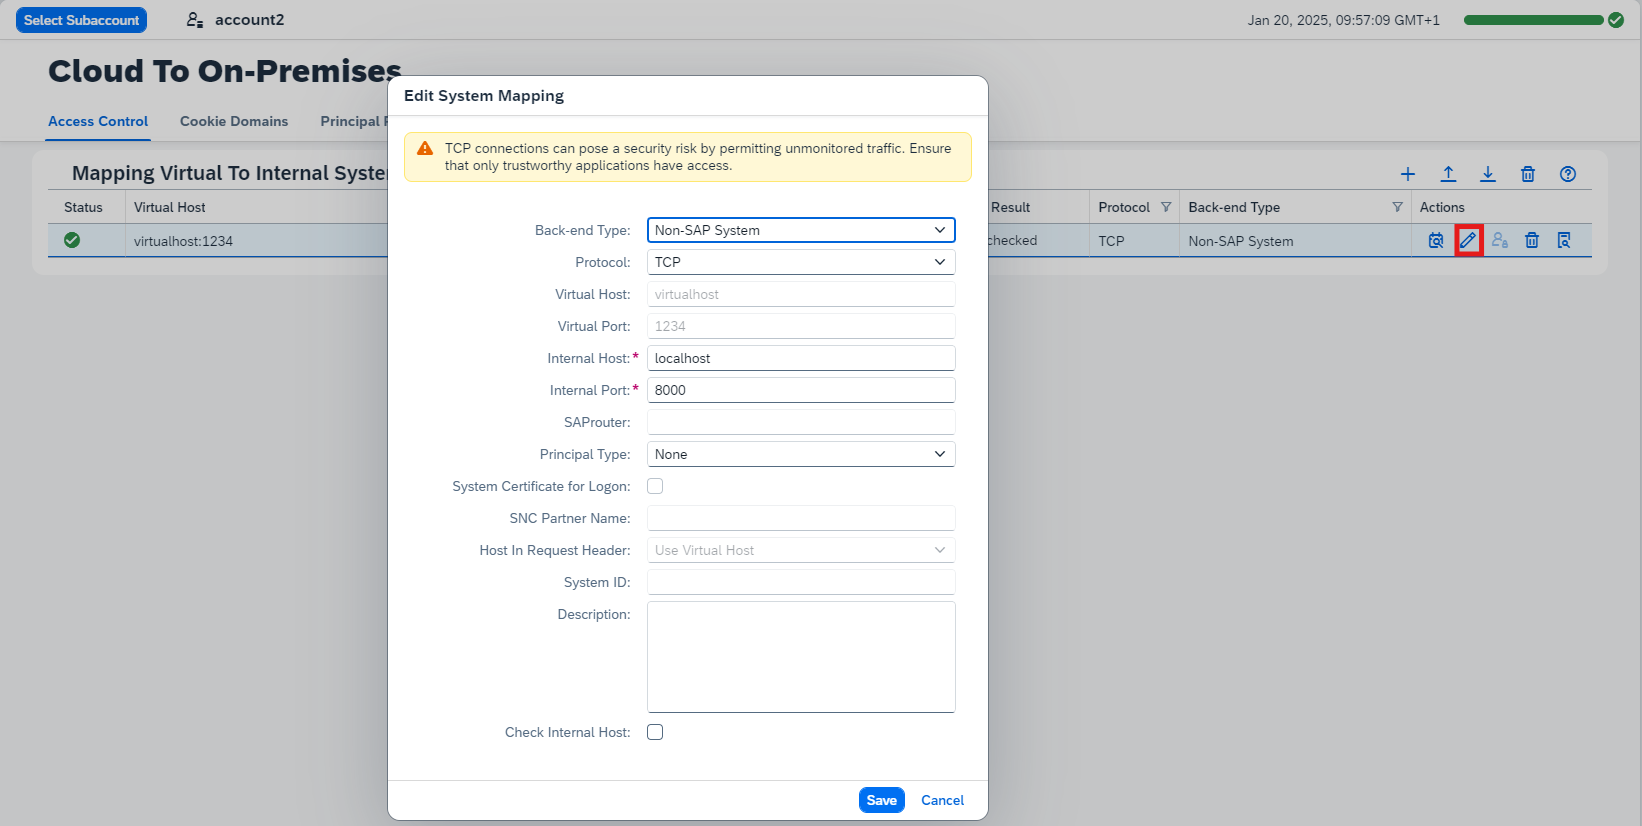 Select Subaccount
account2
Jan 20, 2025, 09:57:09 GMT+1
Cloud To On-Premises
Access Control
Cookie Domains
Principal
Mapping Virtual To Internal
Status
Virtual Host
Result
Protocol
Back-end Type
Actions
virtualhost:1234
checked
TCP
Non-SAP System
Edit System Mapping
TCP connections can pose a security risk by permitting unmonitored traffic. Ensure
that only trustworthy applications have access.
Back-end Type:
Non-SAP System
Protocol:
TCP
Virtual Host:
virtualhost
Virtual Port:
1234
Internal Host:*
localhost
Internal Port:*
8000
SAProuter:
Principal Type:
None
System Certificate for Logon:
SNC Partner Name:
Host In Request Header:
Use Virtual Host
System ID:
Description:
Check Internal Host:
Save
Cancel